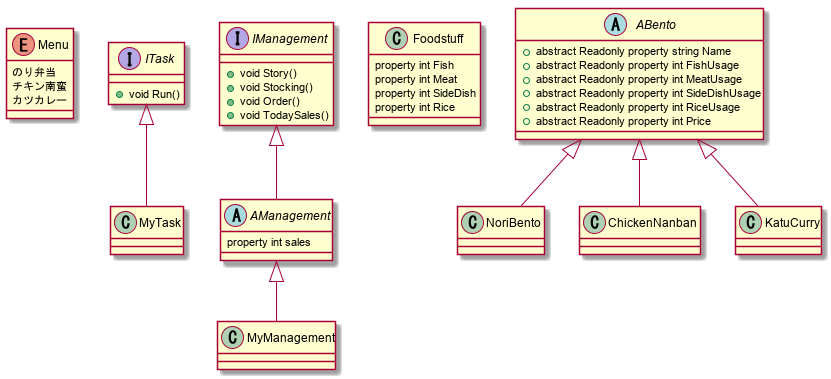 E Menu
のり弁当
チキン南蛮
カツカレー
I ITask
void Run()
C MyTask
I IManagement
void Story()
void Stocking()
void Order()
void TodaySales()
A AManagement
property int sales
C MyManagement
C Foodstuff
property int Fish
property int Meat
property int SideDish
property int Rice
A ABento
abstract Readonly property string Name
abstract Readonly property int FishUsage
abstract Readonly property int MeatUsage
abstract Readonly property int SideDishUsage
abstract Readonly property int RiceUsage
abstract Readonly property int Price
C NoriBento
C ChickenNanban
C KatuCurry